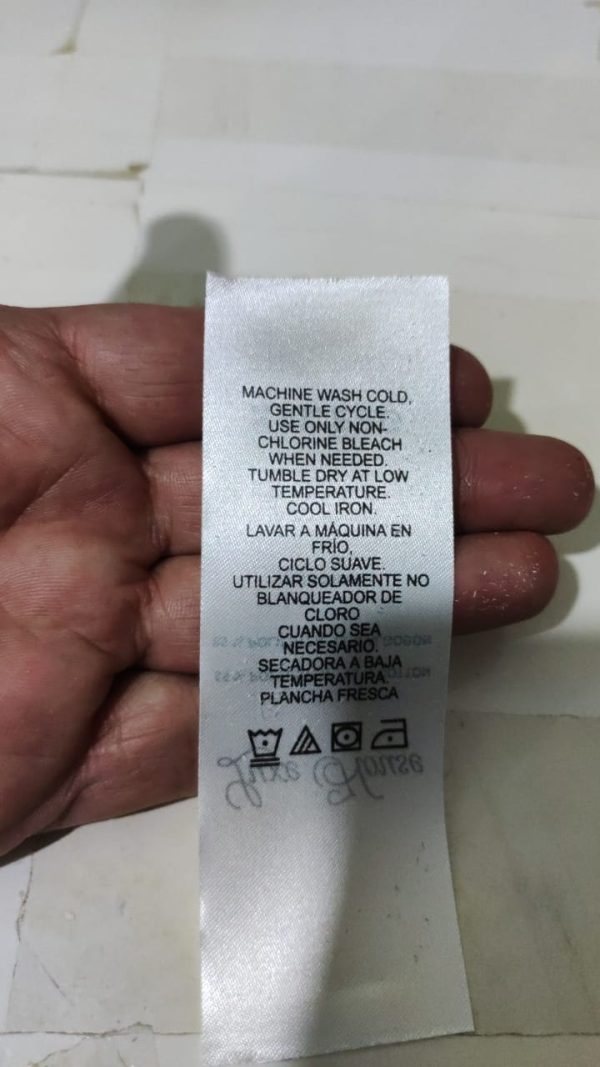 MACHINE WASH COLD,
GENTLE CYCLE.
USE ONLY NON-
CHLORINE BLEACH
WHEN NEEDED.
TUMBLE DRY AT LOW
TEMPERATURE.
COOL IRON.
LAVAR A MÁQUINA EN
FRÍO,
CICLO SUAVE.
UTILIZAR SOLAMENTE NO
BLANQUEADOR DE
CLORO
CUANDO SEA
NECESARIO.
SECADORA A BAJA
TEMPERATURA.
PLANCHA FRESCA